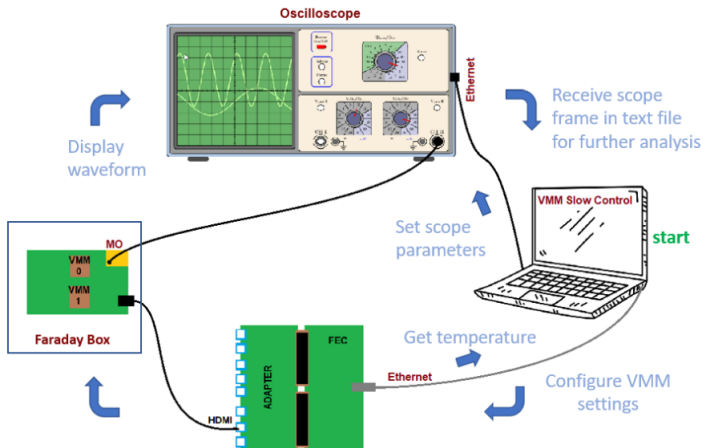 Oscilloscope
Ethernet
Receive scope
frame in text file
for further analysis
Display
waveform
VMM Slow Control
start
Set scope
parameters
MO
VMM
0
VMM
1
Faraday Box
Get temperature
FEC
ADAPTER
Ethernet
Configure VMM
settings
HDMI